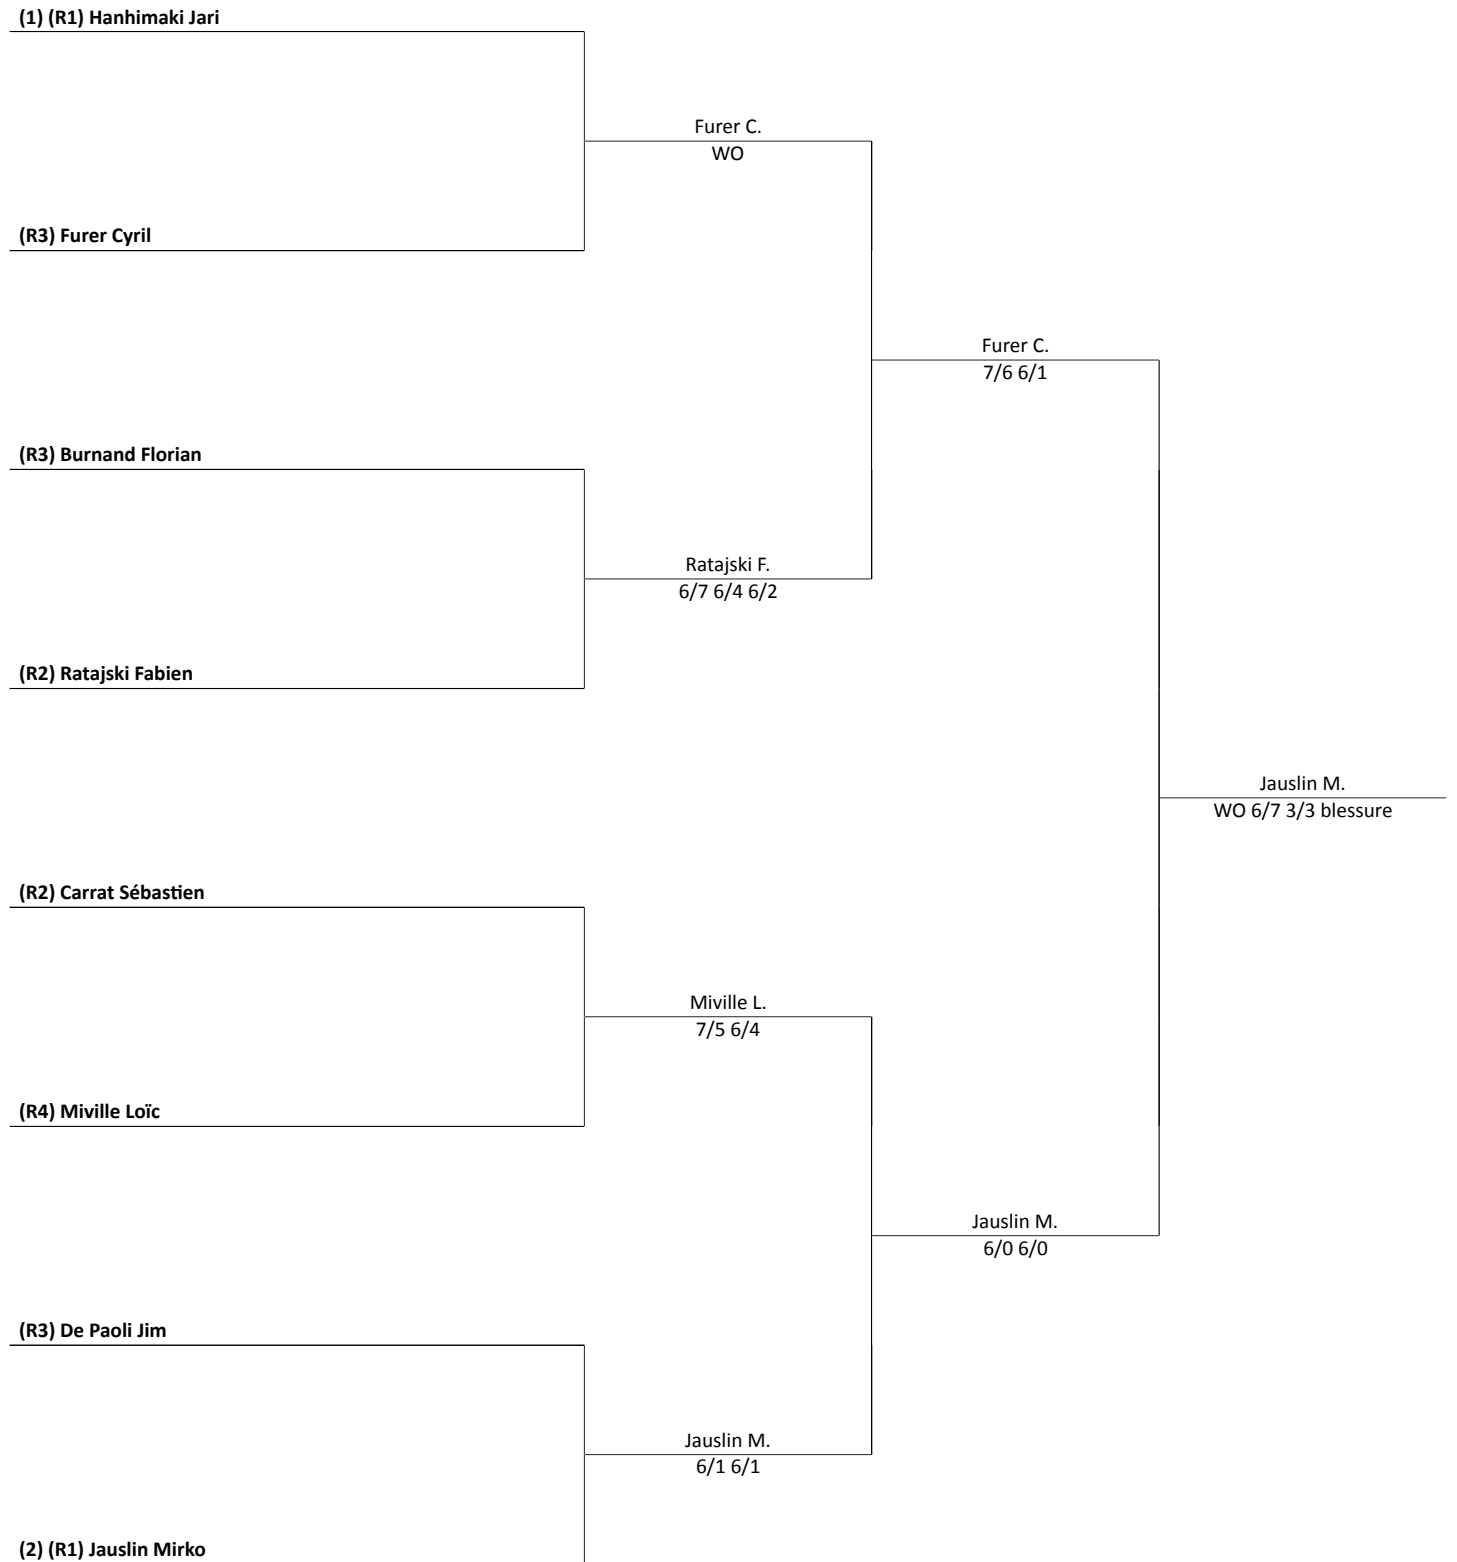 (1) (R1) Hanhimaki Jari
Furer C.
WO
(R3) Furer Cyril
Furer C.
7/6 6/1
(R3) Burnand Florian
Ratajski F.
6/7 6/4 6/2
(R2) Ratajski Fabien
Jauslin M.
WO 6/7 3/3 blessure
(R2) Carrat Sébastien
Miville L.
7/5 6/4
(R4) Miville Loïc
Jauslin M.
6/0 6/0
(R3) De Paoli Jim
Jauslin M.
6/1 6/1
(2) (R1) Jauslin Mirko